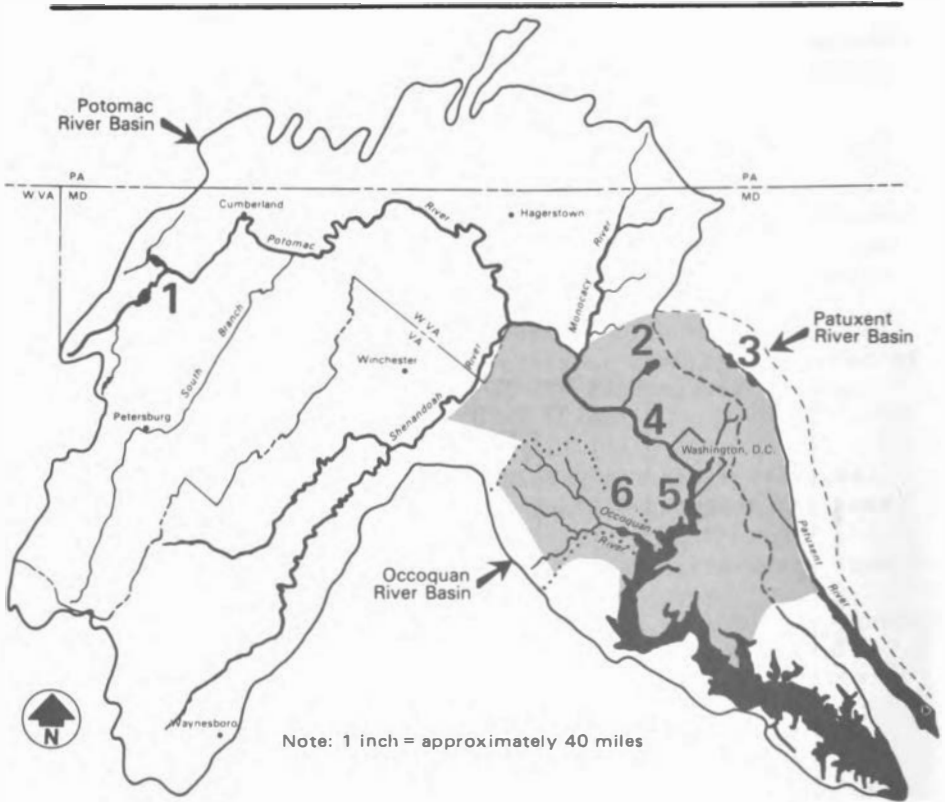 Potomac
River Basin
PA
PA
W VA
MD
MD
Cumberland
River
Hagerstown
Potomac
River
Monocacy
1
Branch
South
W VA
VA
2
3
Patuxent
River Basin
Winchester
River
Shenandoah
Petersburg
4
Washington, D.C.
6
5
Occoquan
River
Patuxent
River
Occoquan
River Basin
N
Waynesboro
Note: 1 inch = approximately 40 miles